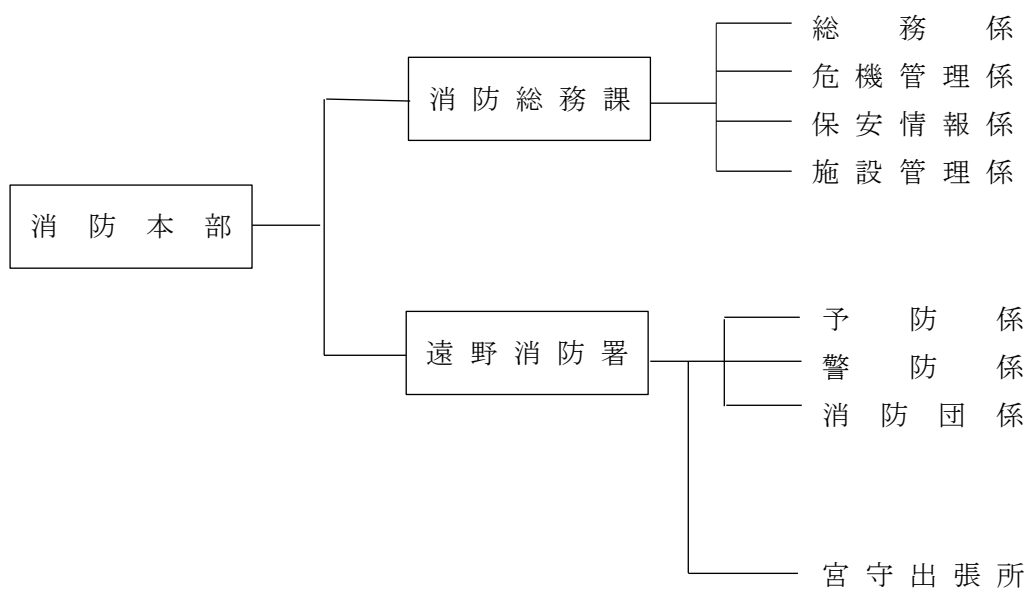 消防本部
消防総務課
総務係
危機管理係
保安情報係
施設管理係
遠野消防署
予防係
警防係
消防団係
宮守出張所